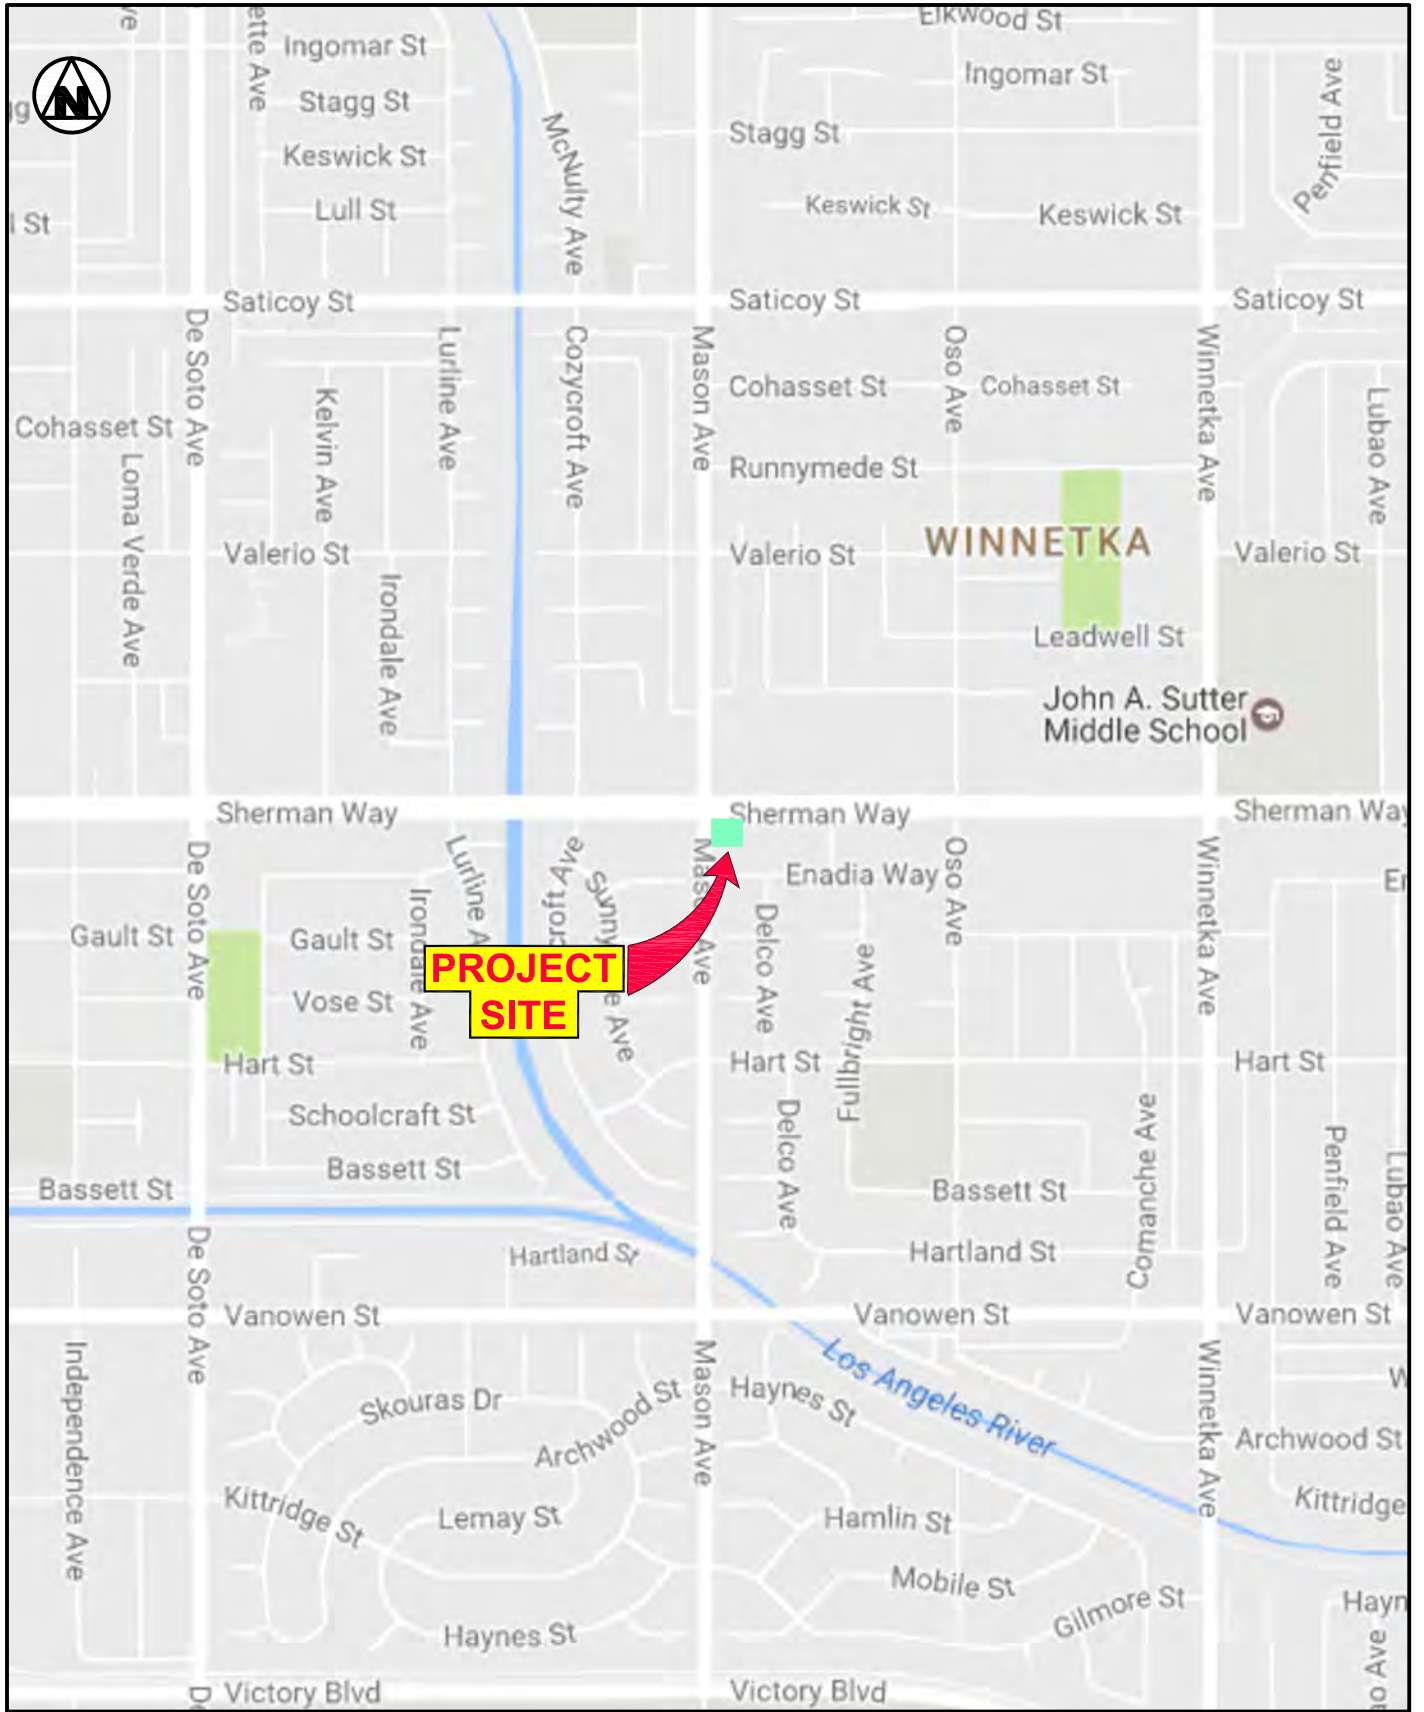 Elkwood St
Ingomar St
Ingomar St
Stagg St
Stagg St
Keswick St
Keswick St
Keswick St
Lull St
McNulty Ave
Penfield Ave
N
Saticoy St
Saticoy St
Saticoy St
De Soto Ave
Lurline Ave
Cozycroft Ave
Mason Ave
Oso Ave
Winnetka Ave
Cohasset St
Cohasset St
Cohasset St
Kelvin Ave
Lubao Ave
Loma Verde Ave
Runnymede St
WINNETKA
Valerio St
Valerio St
Valerio St
Irondale Ave
Leadwell St
John A. Sutter
Middle School
Sherman Way
Sherman Way
Sherman Way
De Soto Ave
Oso Ave
Winnetka Ave
Enadia Way
Gault St
Gault St
Irondale Ave
Delco Ave
Fullbright Ave
PROJECT
SITE
Vose St
Hart St
Hart St
Hart St
Schoolcraft St
Delco Ave
Comanche Ave
Penfield Ave
Lubao Ave
Bassett St
Bassett St
Bassett St
Hartland St
Hartland St
De Soto Ave
Vanowen St
Vanowen St
Vanowen St
Independence Ave
Mason Ave
Winnetka Ave
Los Angeles River
Skouras Dr
Archwood St
Haynes St
Archwood St
Kittridge St
Kittridge
Lemay St
Hamlin St
Mobile St
Gilmore St
Haynes St
Victory Blvd
Victory Blvd